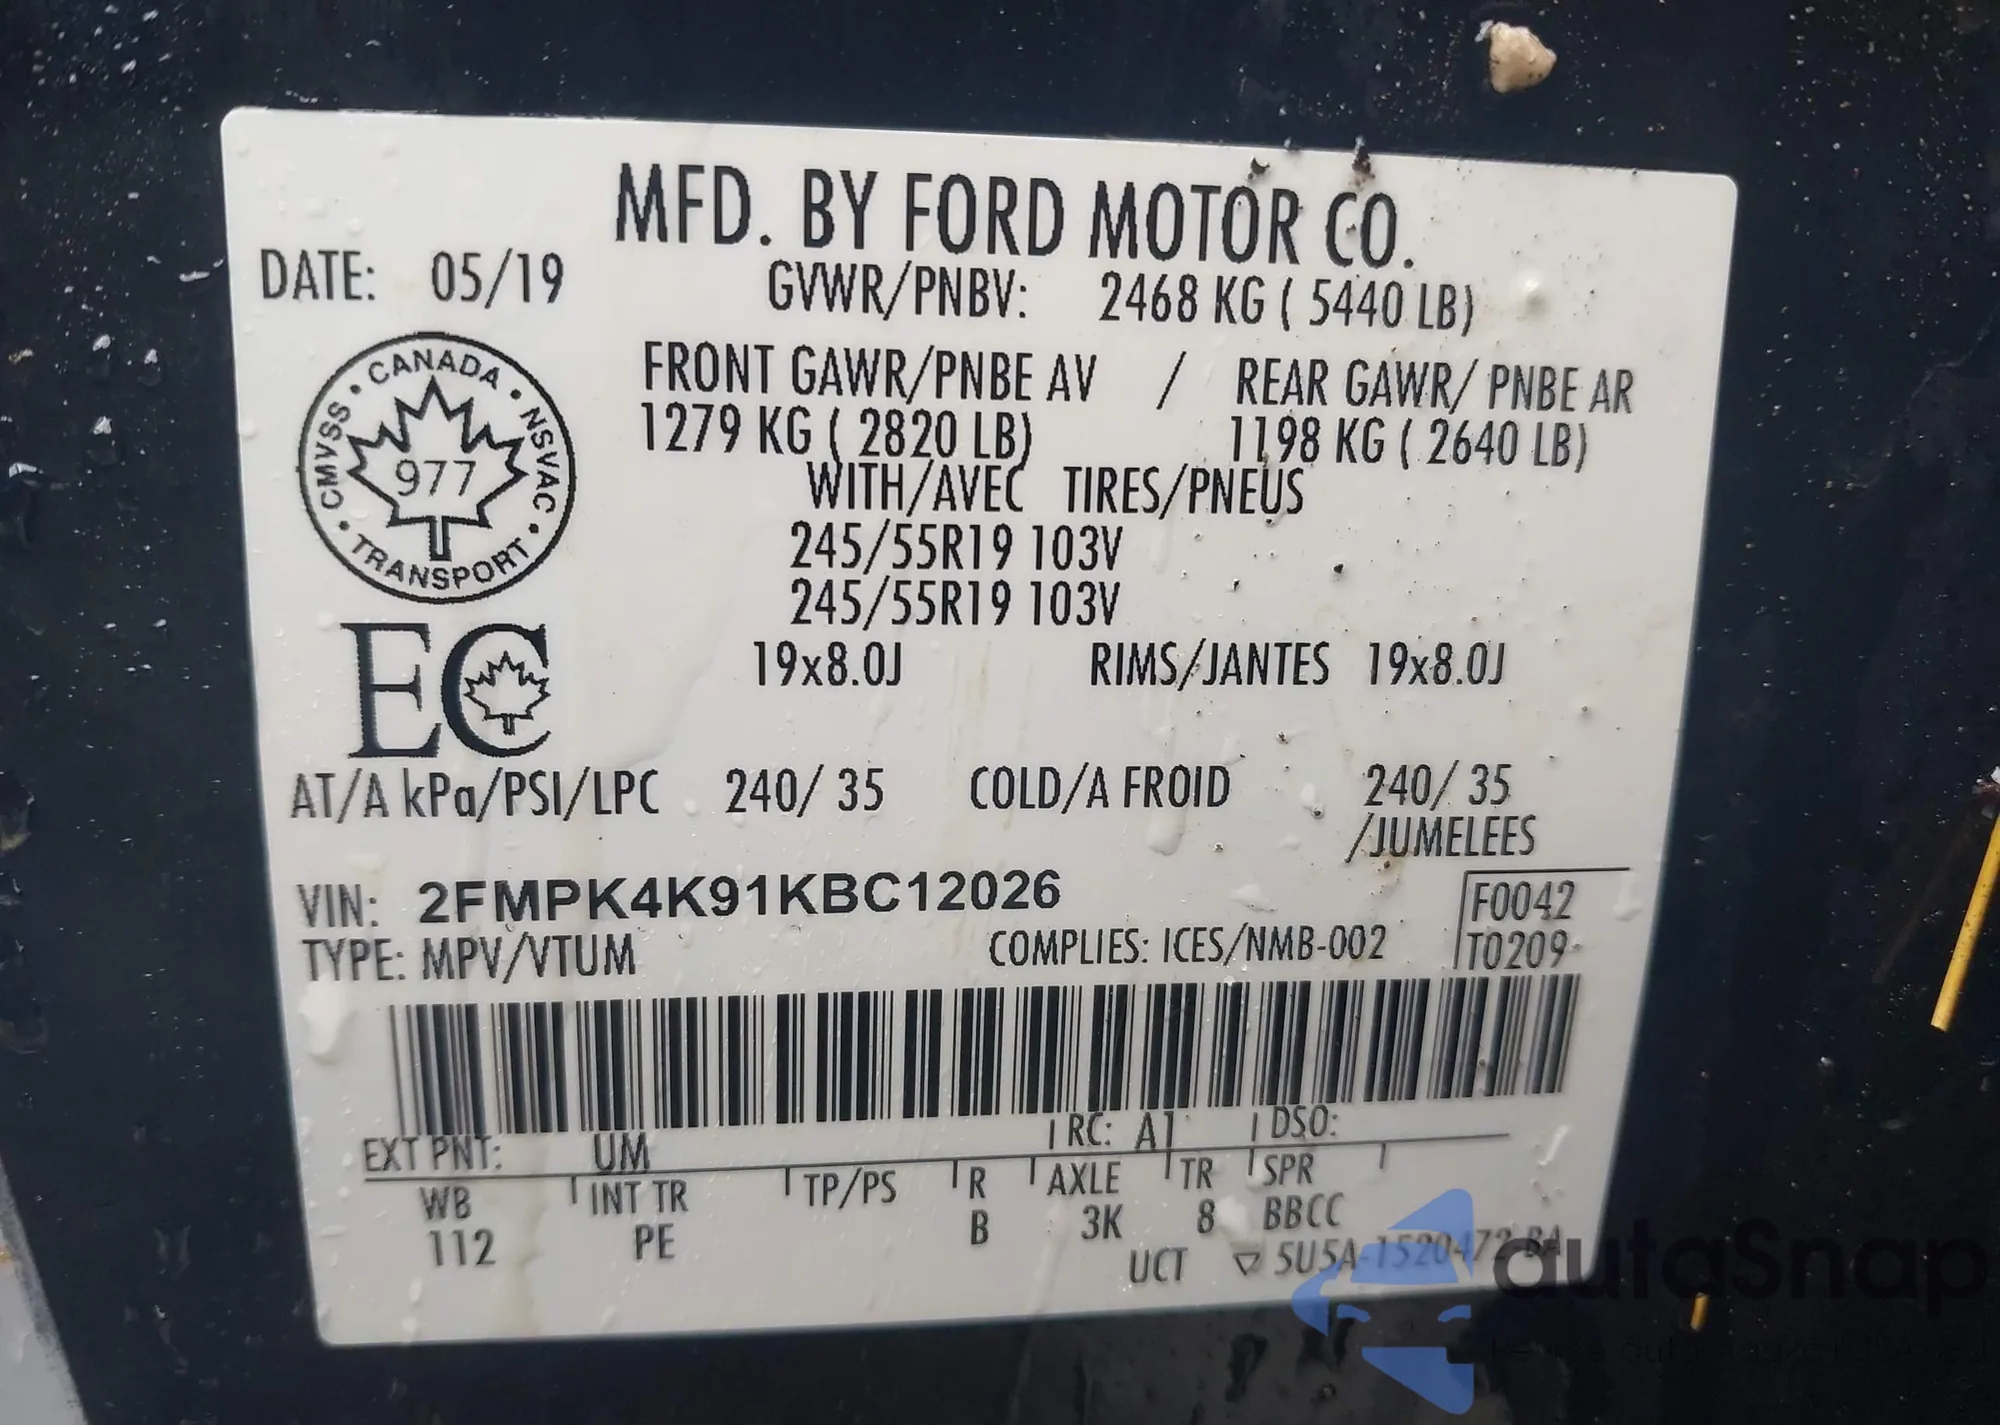 MFD. BY FORD MOTOR CO.
DATE: 05/19
GVWR/PNBV: 2468 KG ( 5440 LB)
FRONT GAWR/PNBE AV / REAR GAWR/ PNBE AR
1279 KG ( 2820 LB) 1198 KG ( 2640 LB)
WITH/AVEC TIRES/PNEUS
245/55R19 103V
245/55R19 103V
19x8.0J RIMS/JANTES 19x8.0J
CANADA · NSVAC · TRANSPORT · CMVSS ·
977
EC
AT/A kPa/PSI/LPC 240/ 35 COLD/A FROID 240/ 35
/JUMELEES
VIN: 2FMPK4K91KBC12026
F0042
TYPE: MPV/VTUM COMPLIES: ICES/NMB-002 T0209
EXT PNT: UM RC: A1 DSO:
WB INT TR TP/PS R AXLE TR SPR
112 PE B 3K 8 BBCC
UCT ▽ 5U5A-1520472-BA
autaSnap